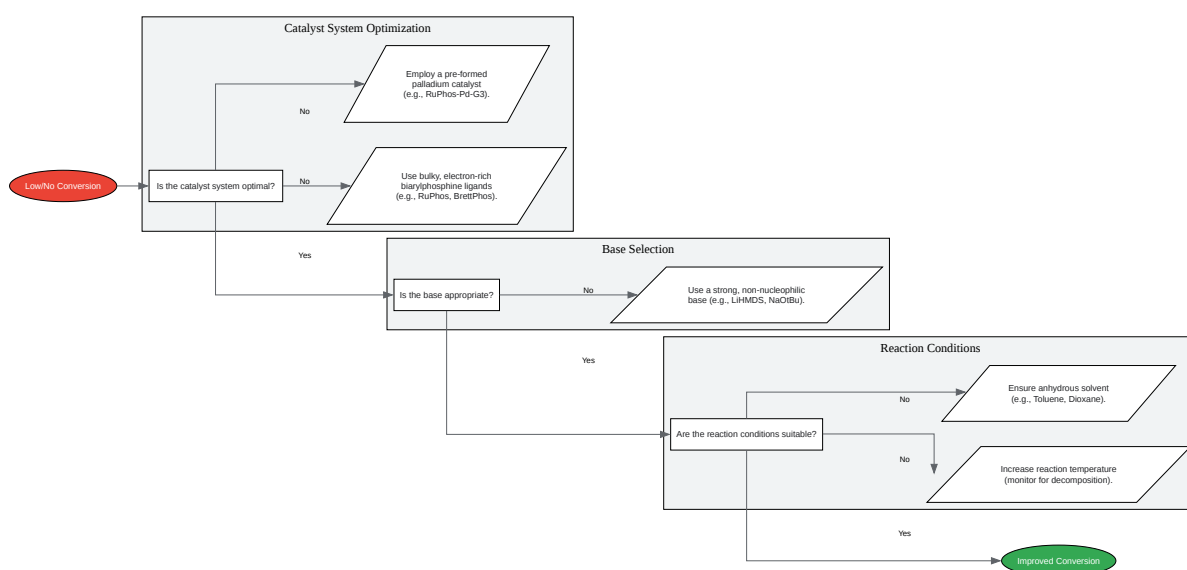 Catalyst System Optimization
Employ a pre-formed
palladium catalyst
(e.g., RuPhos-Pd-G3).
No
Low/No Conversion
Is the catalyst system optimal?
No
Use bulky, electron-rich
biarylphosphine ligands
(e.g., RuPhos, BrettPhos).
Yes
Base Selection
Is the base appropriate?
No
Use a strong, non-nucleophilic
base (e.g., LiHMDS, NaOtBu).
Yes
Reaction Conditions
Ensure anhydrous solvent
(e.g., Toluene, Dioxane).
No
Are the reaction conditions suitable?
No
Increase reaction temperature
(monitor for decomposition).
Yes
Improved Conversion